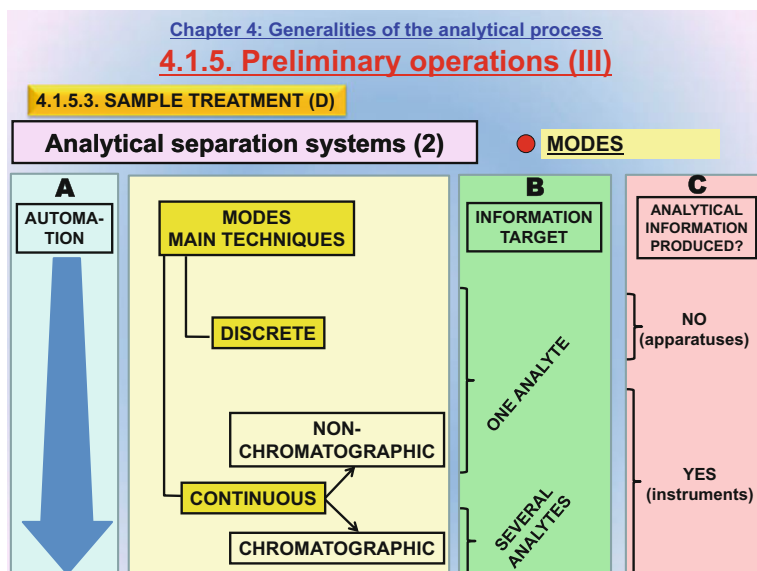 Chapter 4: Generalities of the analytical process
4.1.5. Preliminary operations (III)
4.1.5.3. SAMPLE TREATMENT (D)
Analytical separation systems (2)
MODES
A
AUTOMA-
TION
MODES
MAIN TECHNIQUES
DISCRETE
NON-
CHROMATOGRAPHIC
CONTINUOUS
CHROMATOGRAPHIC
B
INFORMATION
TARGET
ONE ANALYTE
SEVERAL
ANALYTES
C
ANALYTICAL
INFORMATION
PRODUCED?
NO
(apparatuses)
YES
(instruments)